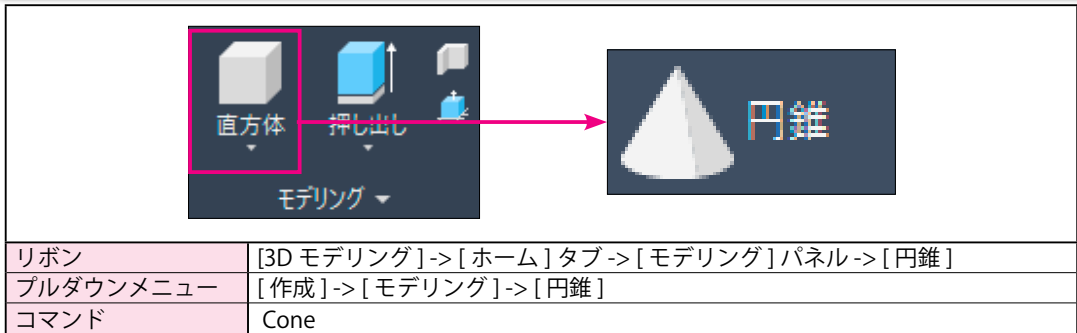 直方体 押し出し
円錐
モデリング
リボン [3D モデリング ] -> [ ホーム ] タブ -> [ モデリング ] パネル -> [ 円錐 ]
プルダウンメニュー [ 作成 ] -> [ モデリング ] -> [ 円錐 ]
コマンド Cone